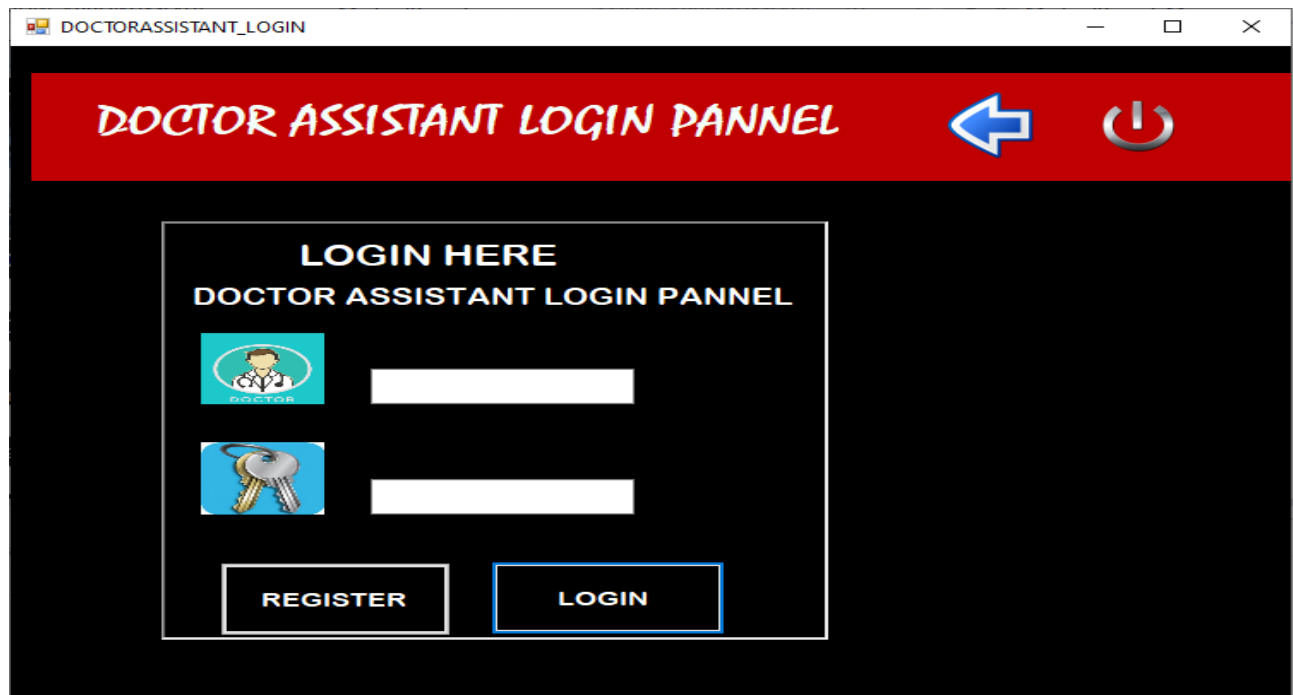 DOCTORASSISTANT_LOGIN
DOCTOR ASSISTANT LOGIN PANNEL
LOGIN HERE
DOCTOR ASSISTANT LOGIN PANNEL
DOCTOR
REGISTER LOGIN